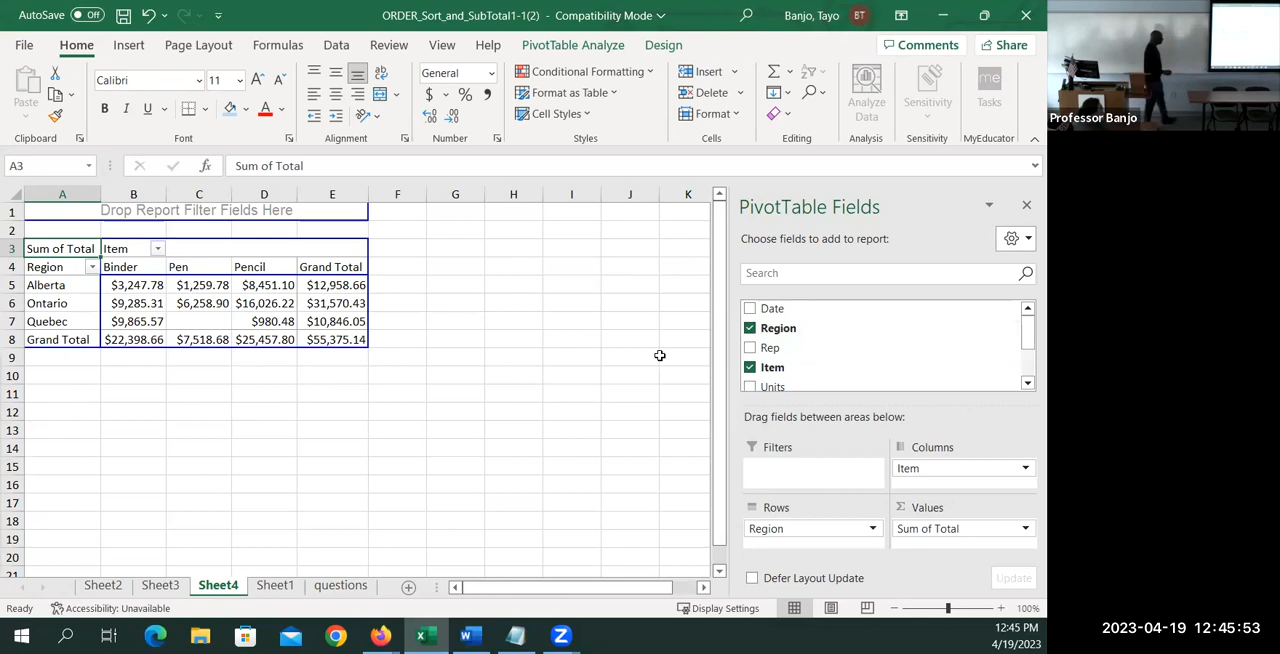 AutoSave Off ORDER_Sort_and_SubTotal1-1(2) - Compatibility Mode Banjo, Tayo BT
File Home Insert Page Layout Formulas Data Review View Help PivotTable Analyze Design Comments Share
Paste Calibri 11 General Conditional Formatting Insert Analyze Data Sensitivity Tasks
B I U A $ % Format as Table Delete
Cell Styles Format
Clipboard Font Alignment Number Styles Cells Editing Analysis Sensitivity MyEducator
Professor Banjo
A3 fx Sum of Total
A B C D E F G H I J K
1 Drop Report Filter Fields Here
2
3 Sum of Total Item
4 Region Binder Pen Pencil Grand Total
5 Alberta $3,247.78 $1,259.78 $8,451.10 $12,958.66
6 Ontario $9,285.31 $6,258.90 $16,026.22 $31,570.43
7 Quebec $9,865.57 $980.48 $10,846.05
8 Grand Total $22,398.66 $7,518.68 $25,457.80 $55,375.14
9
10
11
12
13
14
15
16
17
18
19
20
21
PivotTable Fields
Choose fields to add to report:
Search
Date
Region
Rep
Item
Units
Drag fields between areas below:
Filters Columns
Item
Rows Values
Region Sum of Total
Defer Layout Update Update
Sheet2 Sheet3 Sheet4 Sheet1 questions
Ready Accessibility: Unavailable Display Settings 100%
12:45 PM
4/19/2023
2023-04-19 12:45:53